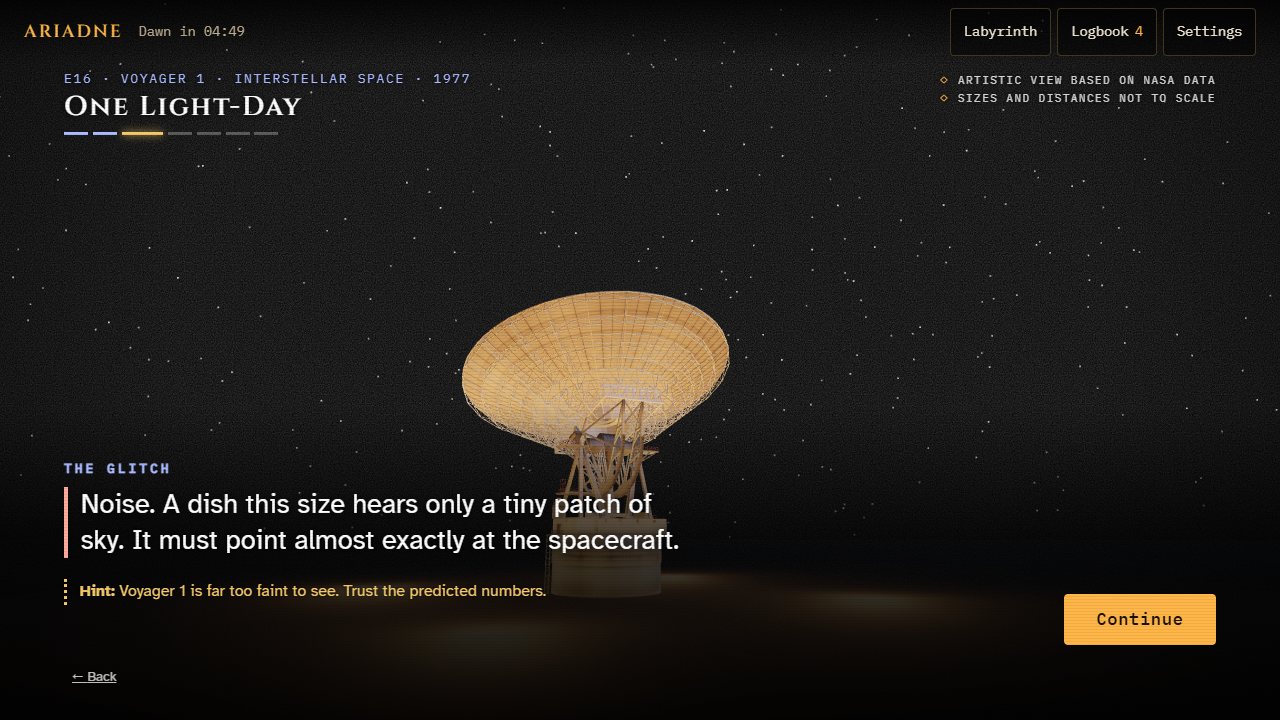 ARIADNE Dawn in 04:49 Labyrinth Logbook 4 Settings
E16 · VOYAGER 1 · INTERSTELLAR SPACE · 1977
One Light-Day
◇ ARTISTIC VIEW BASED ON NASA DATA
◇ SIZES AND DISTANCES NOT TO SCALE
THE GLITCH
Noise. A dish this size hears only a tiny patch of
sky. It must point almost exactly at the spacecraft.
Hint: Voyager 1 is far too faint to see. Trust the predicted numbers.
Continue
← Back